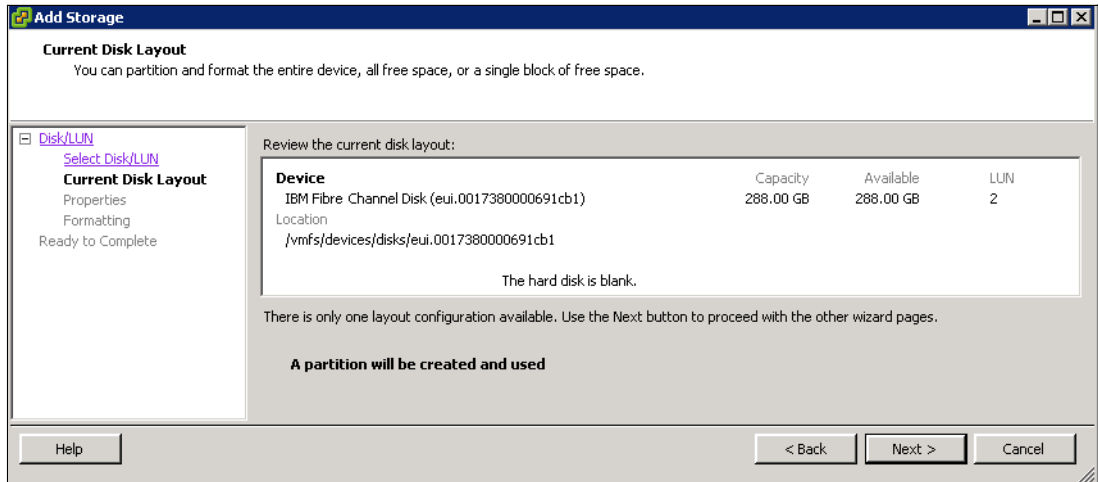 Add Storage
Current Disk Layout
You can partition and format the entire device, all free space, or a single block of free space.
Disk/LUN
Select Disk/LUN
Current Disk Layout
Properties
Formatting
Ready to Complete
Review the current disk layout:
Device Capacity Available LUN
IBM Fibre Channel Disk (eui.0017380000691cb1) 288.00 GB 288.00 GB 2
Location
/vmfs/devices/disks/eui.0017380000691cb1
The hard disk is blank.
There is only one layout configuration available. Use the Next button to proceed with the other wizard pages.
A partition will be created and used
Help < Back Next > Cancel